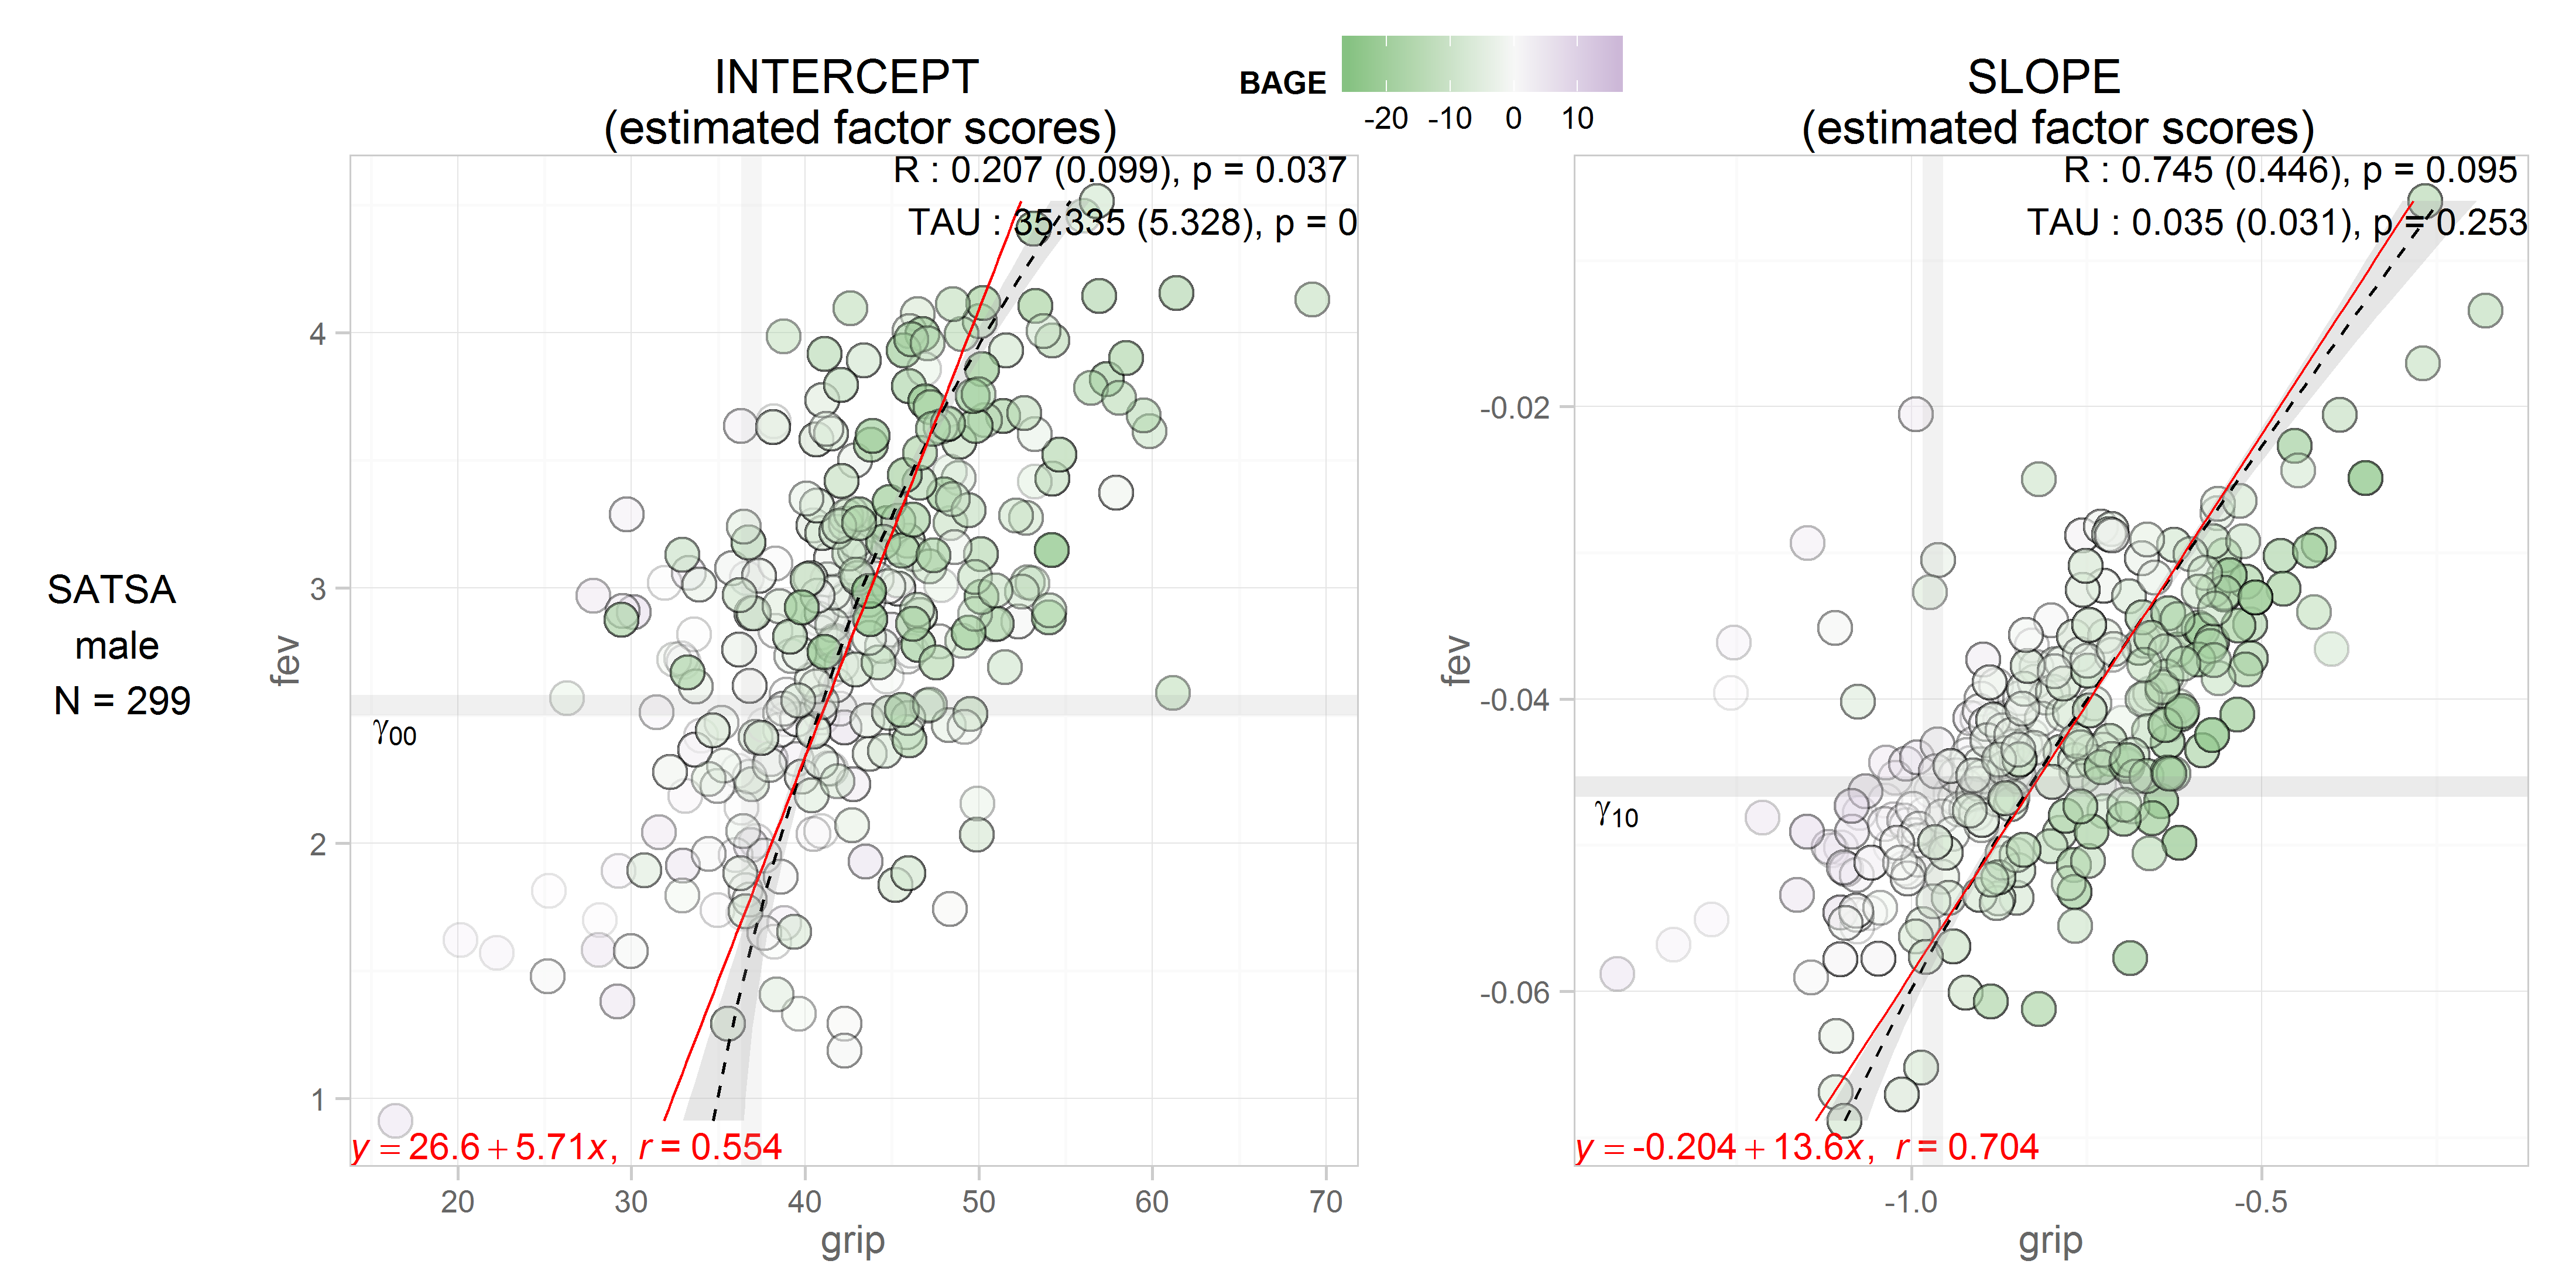 BAGE
-20 -10 0 10
INTERCEPT
(estimated factor scores)
R : 0.207 (0.099), p = 0.037
TAU : 35.335 (5.328), p = 0
SATSA
male
N = 299
fev
4
3
2
1
γ00
y = 26.6 + 5.71x, r = 0.554
20 30 40 50 60 70
grip
SLOPE
(estimated factor scores)
R : 0.745 (0.446), p = 0.095
TAU : 0.035 (0.031), p = 0.253
fev
-0.02
-0.04
-0.06
γ10
y = -0.204 + 13.6x, r = 0.704
-1.0 -0.5
grip